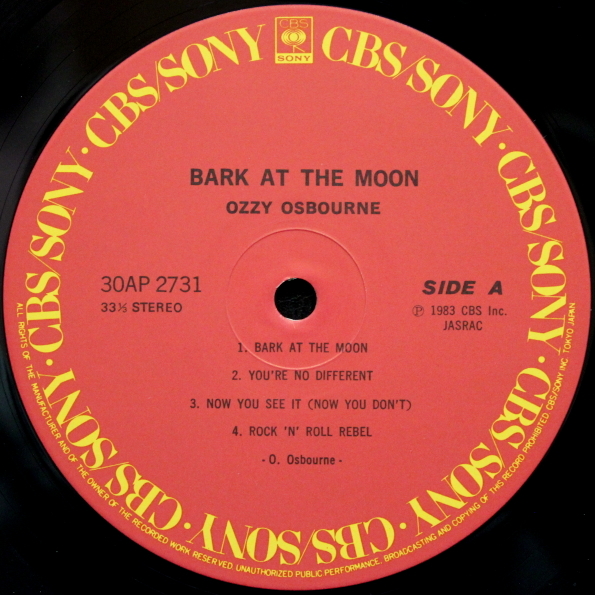 CBS
SONY
CBS/SONY · CBS/SONY · CBS/SONY · CBS/SONY · CBS/SONY · CBS/SONY · CBS/SONY · CBS/SONY
BARK AT THE MOON
OZZY OSBOURNE
30AP 2731
33⅓ STEREO
SIDE A
Ⓟ 1983 CBS Inc.
JASRAC
1. BARK AT THE MOON
2. YOU'RE NO DIFFERENT
3. NOW YOU SEE IT (NOW YOU DON'T)
4. ROCK 'N' ROLL REBEL
- O. Osbourne -
ALL RIGHTS OF THE MANUFACTURER AND OF THE OWNER OF THE RECORDED WORK RESERVED. UNAUTHORIZED PUBLIC PERFORMANCE, BROADCASTING AND COPYING OF THIS RECORD PROHIBITED CBS/SONY INC. TOKYO JAPAN